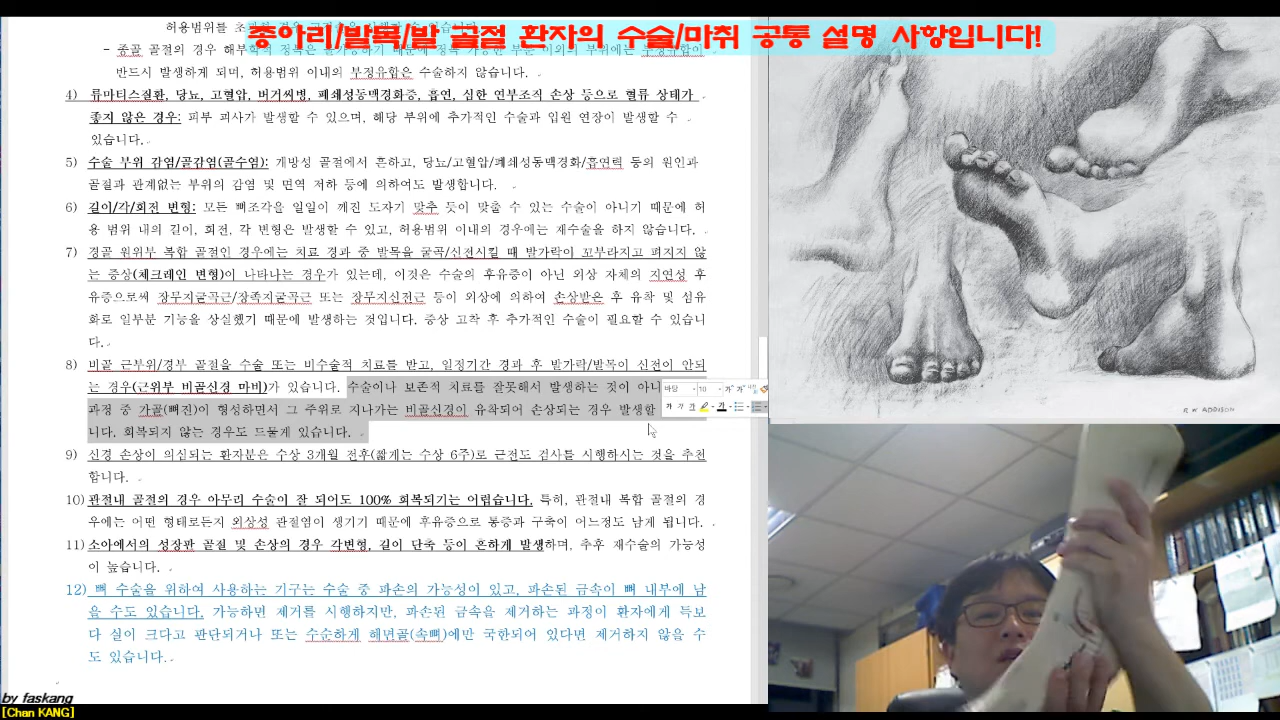 종아리/발목/발 골절 환자의 수술/마취 공통 설명 사항입니다!
- 종골 골절의 경우
반드시 발생하게 되며, 허용범위 이내의 부정유합은 수술하지 않습니다.
4) 류마티스질환, 당뇨, 고혈압, 버거씨병, 폐쇄성동맥경화증, 흡연, 심한 연부조직 손상 등으로 혈류 상태가
좋지 않은 경우: 피부 괴사가 발생할 수 있으며, 해당 부위에 추가적인 수술과 입원 연장이 발생할 수
있습니다.
5) 수술 부위 감염/골감염(골수염): 개방성 골절에서 흔하고, 당뇨/고혈압/폐쇄성동맥경화/흡연력 등의 원인과
골절과 관계없는 부위의 감염 및 면역 저하 등에 의하여도 발생합니다.
6) 길이/각/회전 변형: 모든 뼈조각을 일일이 깨진 도자기 맞추 듯이 맞출 수 있는 수술이 아니기 때문에 허
용 범위 내의 길이, 회전, 각 변형은 발생할 수 있고, 허용범위 이내의 경우에는 재수술을 하지 않습니다.
7) 경골 원위부 복합 골절인 경우에는 치료 경과 중 발목을 굴곡/신전시킬 때 발가락이 꼬부라지고 펴지지 않
는 증상(체크레인 변형)이 나타나는 경우가 있는데, 이것은 수술의 후유증이 아닌 외상 자체의 지연성 후
유증으로써 장무지굴곡근/장족지굴곡근 또는 장무지신전근 등이 외상에 의하여 손상받은 후 유착 및 섬유
화로 일부분 기능을 상실했기 때문에 발생하는 것입니다. 증상 고착 후 추가적인 수술이 필요할 수 있습니
다.
8) 비골 근부위/경부 골절을 수술 또는 비수술적 치료를 받고, 일정기간 경과 후 발가락/발목이 신전이 안되
는 경우(근위부 비골신경 마비)가 있습니다. 수술이나 보존적 치료를 잘못해서 발생하는 것이 아니
바탕 10
과정 중 가골(뼈진)이 형성하면서 그 주변로 지나가는 비골신경이 되어 손상되는 경우 발생할
니다. 회복되지 않는 경우도 드물게 있습니다.
9) 신경 손상이 의심되는 환자분은 수상 3개월 전후(짧게는 수상 6주)로 근전도 검사를 시행하시는 것을 추천
합니다.
10) 관절내 골절의 경우 아무리 수술이 잘 되어도 100% 회복되기는 어렵습니다. 특히, 관절내 복합 골절의 경
우에는 어떤 형태로든지 외상성 관절염이 생기기 때문에 후유증으로 통증과 구축이 어느정도 남게 됩니다.
11) 소아에서의 성장판 골절 및 손상의 경우 각변형, 길이 단축 등이 흔하게 발생하며, 추후 재수술의 가능성
이 높습니다.
12) 뼈 수술을 위하여 사용하는 기구는 수술 중 파손의 가능성이 있고, 파손된 금속이 뼈 내부에 남
을 수도 있습니다. 가능하면 제거를 시행하지만, 파손된 금속을 제거하는 과정이 환자에게 득보
다 실이 크다고 판단되거나 또는 수순하게 해면골(속뼈)에만 국한되어 있다면 제거하지 않을 수
도 있습니다.
R W ADDISON
by faskang
[Chan KANG]